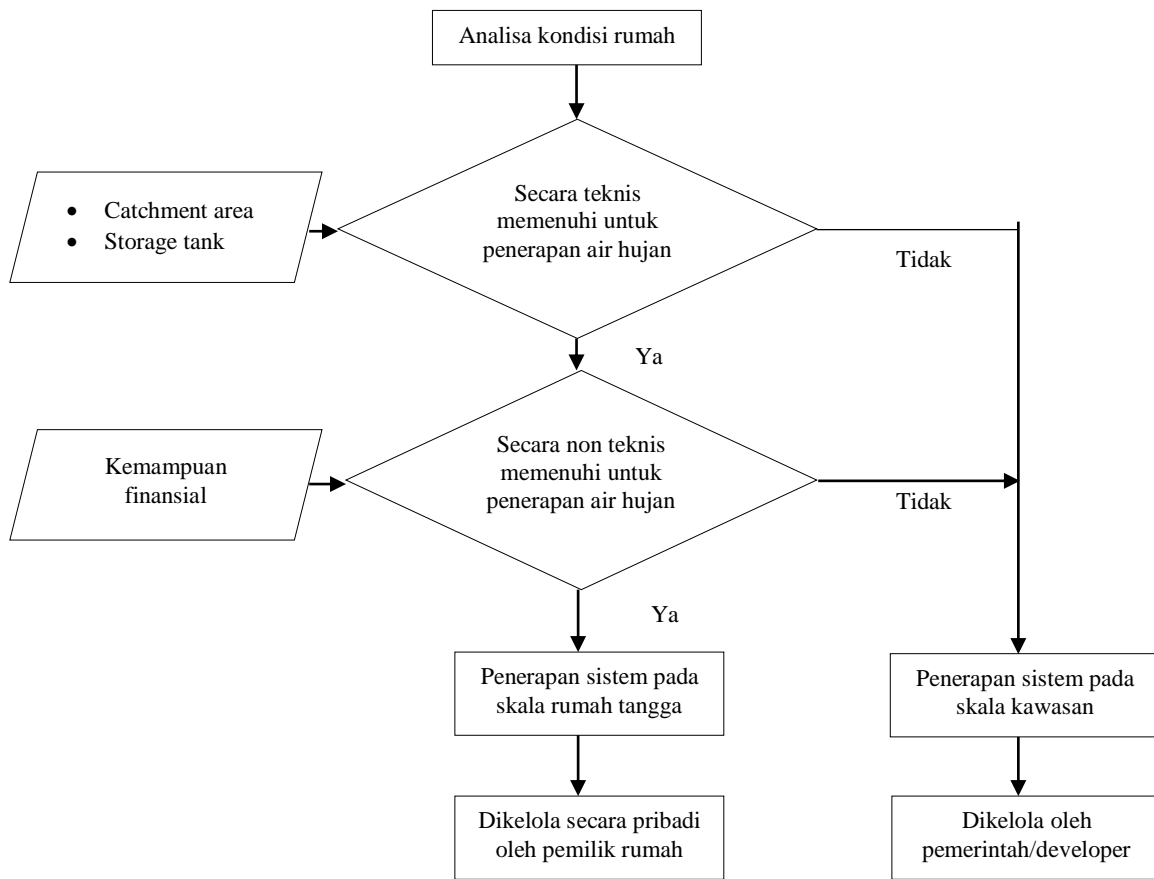 Analisa kondisi rumah
• Catchment area
• Storage tank
Secara teknis
memenuhi untuk
penerapan air hujan
Tidak
Ya
Kemampuan
finansial
Secara non teknis
memenuhi untuk
penerapan air hujan
Tidak
Ya
Penerapan sistem pada
skala rumah tangga
Penerapan sistem pada
skala kawasan
Dikelola secara pribadi
oleh pemilik rumah
Dikelola oleh
pemerintah/developer